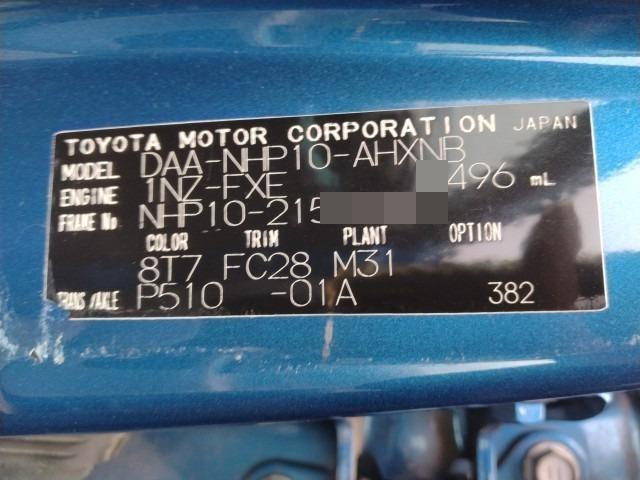 TOYOTA MOTOR CORPORATION JAPAN
MODEL DAA-NHP10-AHXNB
ENGINE 1NZ-FXE 496 mL
FRAME No NHP10-215
COLOR TRIM PLANT OPTION
8T7 FC28 M31
TRANS/AXLE P510 -01A 382